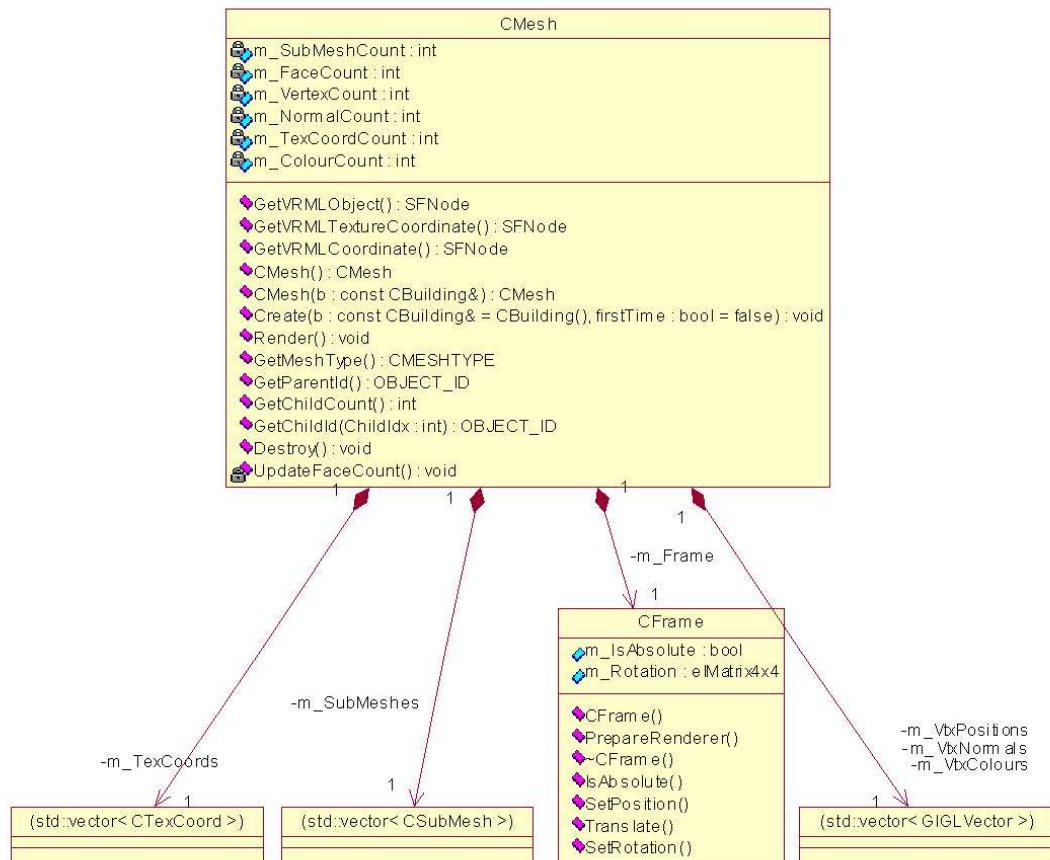 CMesh
m_SubMeshCount : int
m_FaceCount : int
m_VertexCount : int
m_NormalCount : int
m_TexCoordCount : int
m_ColourCount : int
GetVRMLObject() : SFNode
GetVRMLTextureCoordinate() : SFNode
GetVRMLCoordinate() : SFNode
CMesh() : CMesh
CMesh(b : const CBuilding&) : CMesh
Create(b : const CBuilding& = CBuilding(), firstTime : bool = false) : void
Render() : void
GetMeshType() : CMESHTYPE
GetParentId() : OBJECT_ID
GetChildCount() : int
GetChildId(ChildIdx : int) : OBJECT_ID
Destroy() : void
UpdateFaceCount() : void
1
1
1
1
-m_Frame
1
CFrame
m_IsAbsolute : bool
m_Rotation : elMatrix4x4
CFrame()
PrepareRenderer()
~CFrame()
IsAbsolute()
SetPosition()
Translate()
SetRotation()
-m_SubMeshes
-m_VtxPositions
-m_VtxNormals
-m_VtxColours
-m_TexCoords
1
1
1
(std::vector< CTexCoord >)
(std::vector< CSubMesh >)
(std::vector< GIGLVector >)